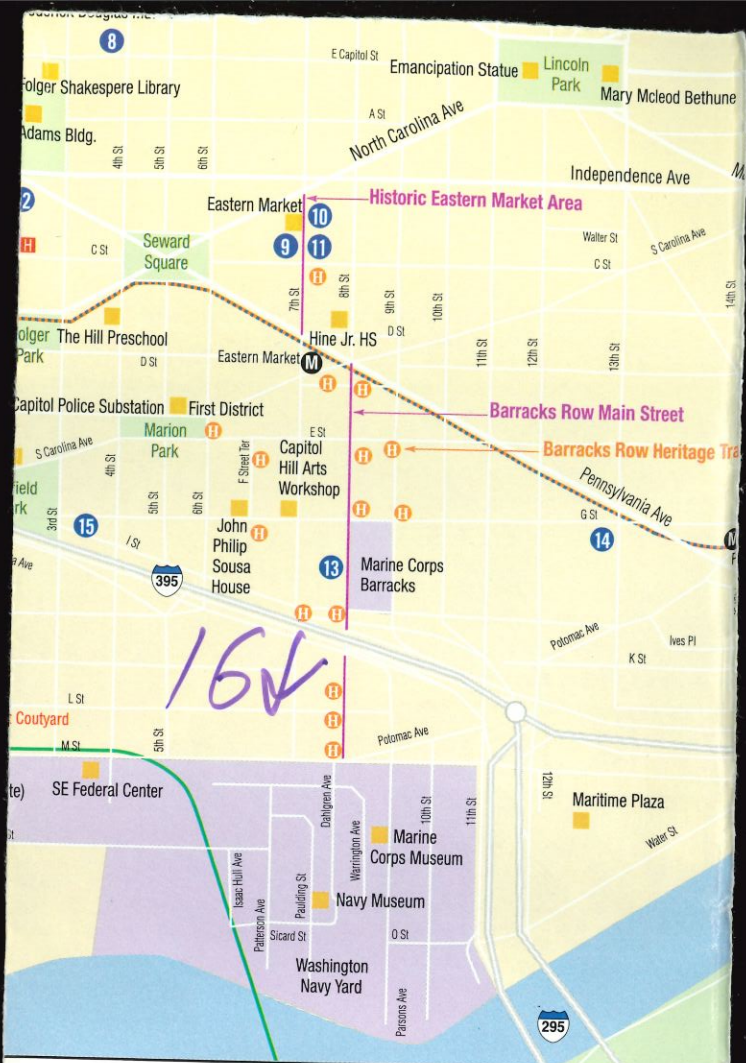 8
E Capitol St
Emancipation Statue
Lincoln
Park
Mary Mcleod Bethune
Folger Shakespere Library
Adams Bldg.
A St
North Carolina Ave
4th St
5th St
6th St
Independence Ave
2
Eastern Market
10
Historic Eastern Market Area
9
11
H
C St
Seward
Square
H
Walter St
C St
S Carolina Ave
7th St
8th St
9th St
10th St
14th St
olger
Park
The Hill Preschool
Hine Jr. HS
D St
11th St
12th St
13th St
D St
Eastern Market
M
H
H
Capitol Police Substation
First District
Barracks Row Main Street
S Carolina Ave
Marion
Park
H
E St
F Street Ter
H
Capitol
Hill Arts
Workshop
H
H
Barracks Row Heritage Tra
4th St
5th St
6th St
field
rk
3rd St
15
I St
John
Philip
Sousa
House
H
H
H
Pennsylvania Ave
G St
14
M
a Ave
395
13
Marine Corps
Barracks
H
H
Potomac Ave
Ives Pl
K St
16
L St
H
H
H
Coutyard
M St
5th St
Potomac Ave
te)
SE Federal Center
St
Dahlgren Ave
10th St
11th St
12th St
Maritime Plaza
Warrington Ave
Marine
Corps Museum
Water St
Isaac Hull Ave
Patterson Ave
Paulding St
Navy Museum
Sicard St
O St
Washington
Navy Yard
Parsons Ave
295